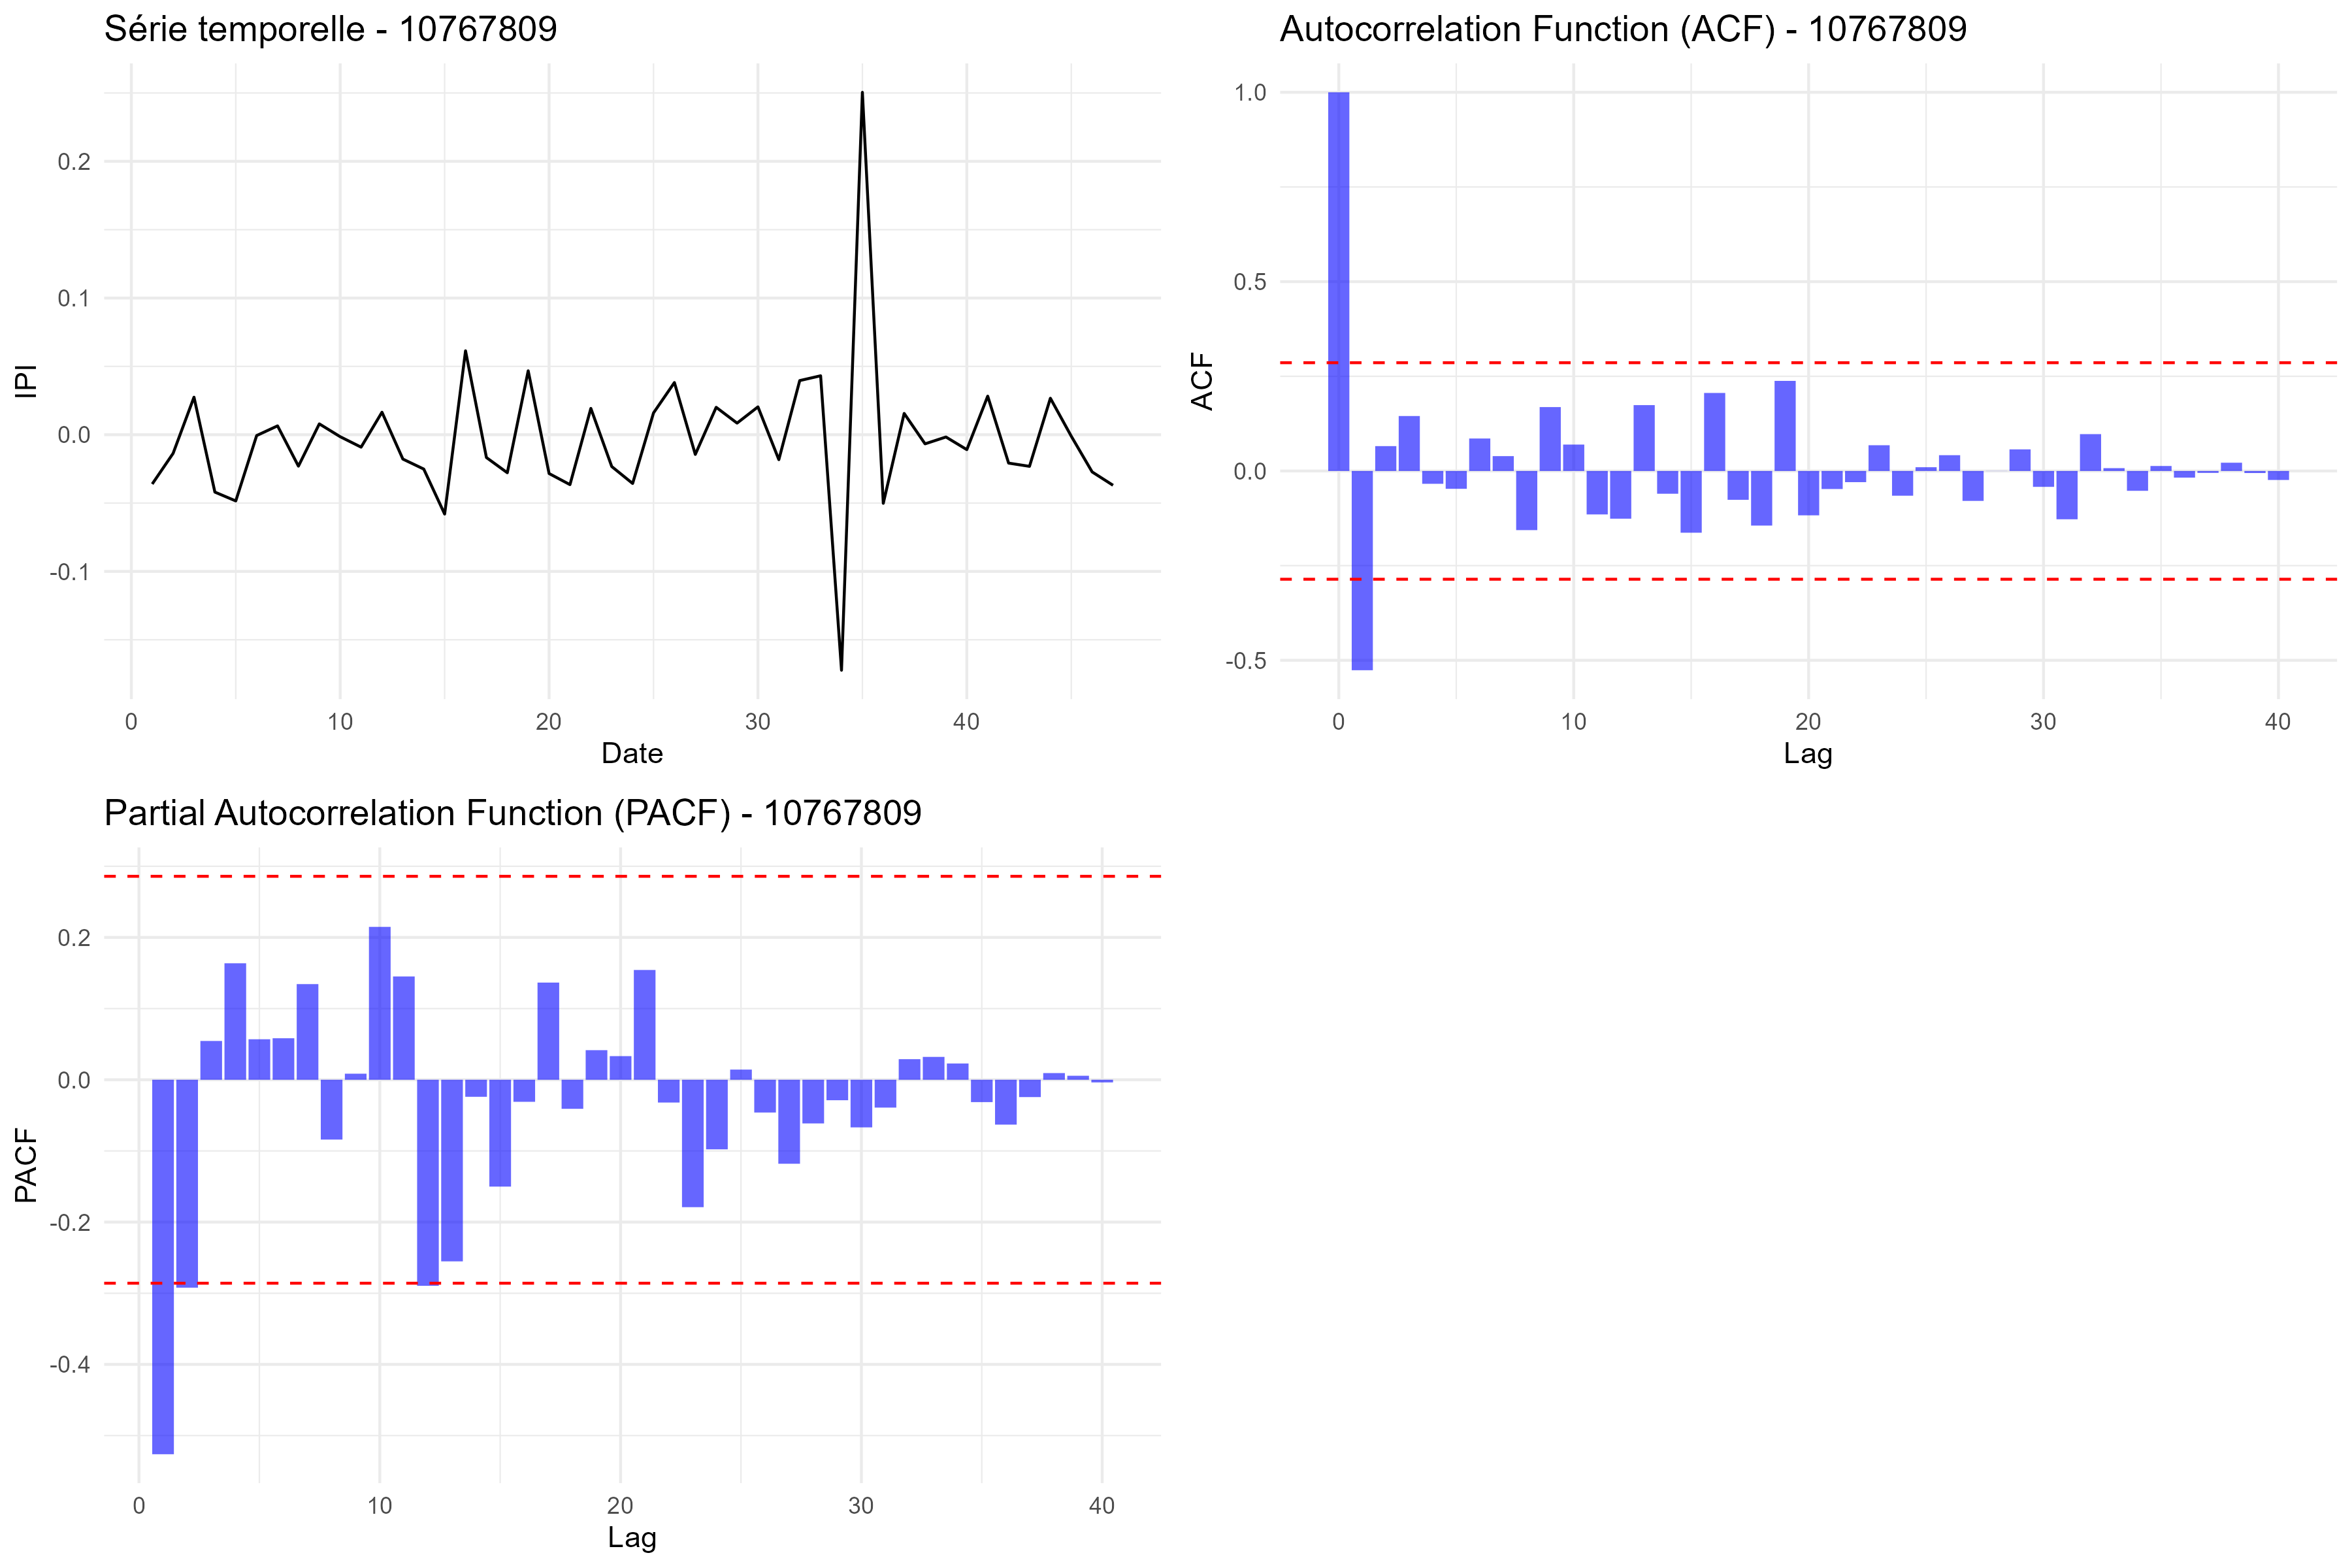 Série temporelle - 10767809
IPI
0.2
0.1
0.0
-0.1
0 10 20 30 40
Date
Autocorrelation Function (ACF) - 10767809
ACF
1.0
0.5
0.0
-0.5
0 10 20 30 40
Lag
Partial Autocorrelation Function (PACF) - 10767809
PACF
0.2
0.0
-0.2
-0.4
0 10 20 30 40
Lag